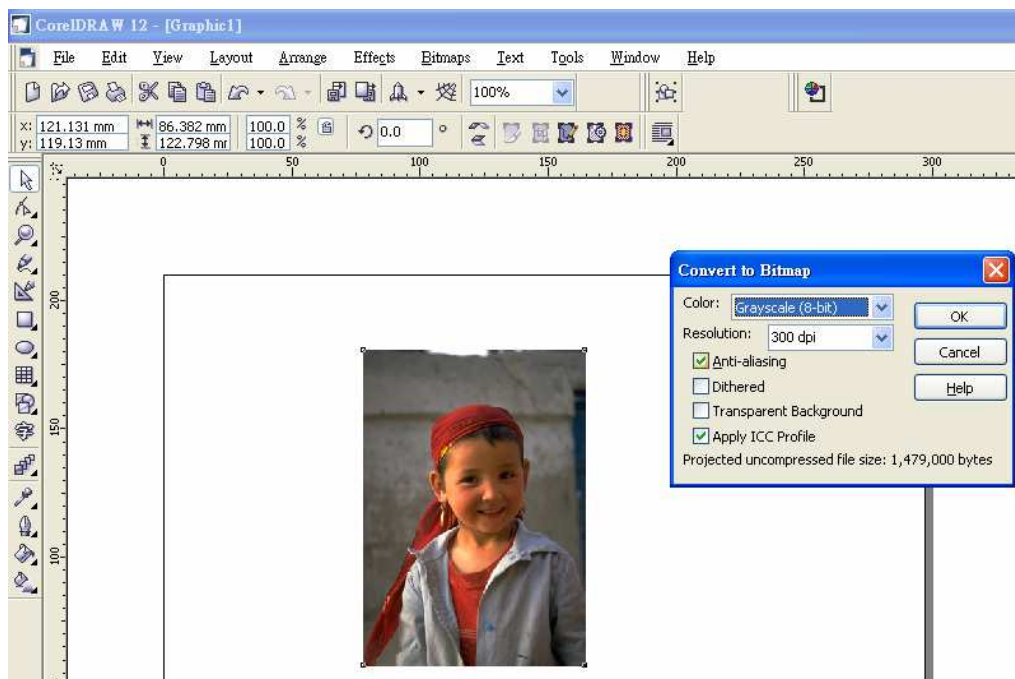 CorelDRAW 12 - [Graphic1]
File Edit View Layout Arrange Effects Bitmaps Text Tools Window Help
100%
x: 121.131 mm 86.382 mm 100.0 % 0.0 °
y: 119.13 mm 122.798 mm 100.0 %
0 50 100 150 200 250 300
Convert to Bitmap
Color: Grayscale (8-bit) OK
Resolution: 300 dpi
Anti-aliasing Cancel
Dithered Help
Transparent Background
Apply ICC Profile
Projected uncompressed file size: 1,479,000 bytes
200
150
100
字